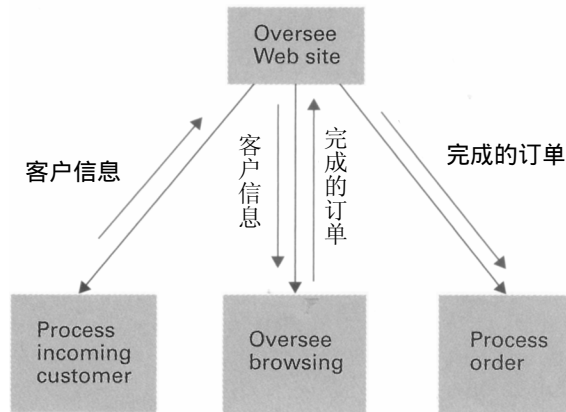 Oversee
Web site
客户信息
客户信息
完成的订单
完成的订单
Process
incoming
customer
Oversee
browsing
Process
order